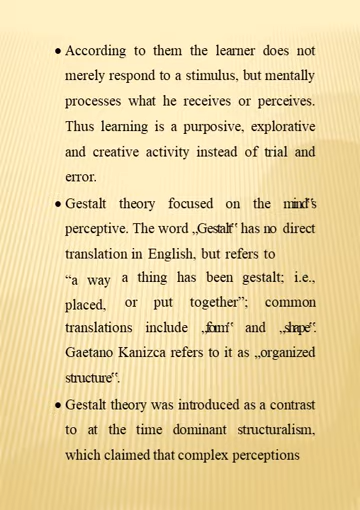 • According to them the learner does not
merely respond to a stimulus, but mentally
processes what he receives or perceives.
Thus learning is a purposive, explorative
and creative activity instead of trial and
error.
• Gestalt theory focused on the mind‟s
perceptive. The word „Gestalt‟ has no direct
translation in English, but refers to
“a way a thing has been gestalt; i.e.,
placed, or put together”; common
translations include „form‟ and „shape‟.
Gaetano Kanizca refers to it as „organized
structure‟.
• Gestalt theory was introduced as a contrast
to at the time dominant structuralism,
which claimed that complex perceptions